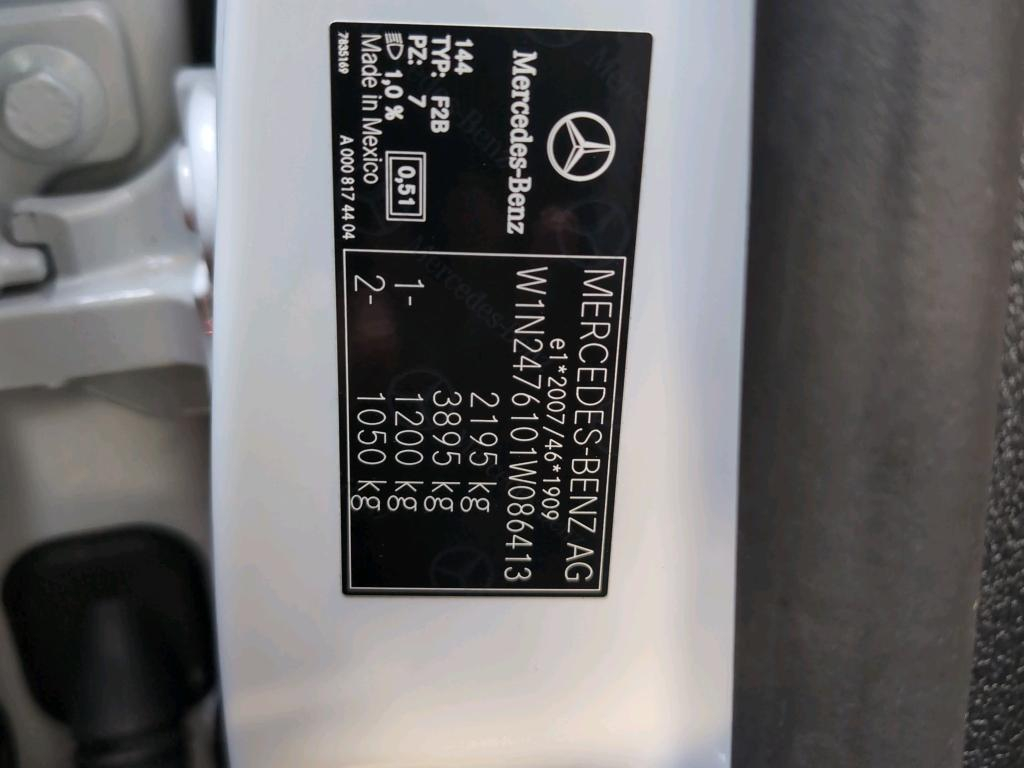 Mercedes-Benz
144
TYP: F2B
PZ: 7
1,0 %
0,51
Made in Mexico
7835169
A 000 817 44 04
MERCEDES-BENZ AG
e1*2007/46*1909
W1N2476101W086413
2195 kg
3895 kg
1- 1200 kg
2- 1050 kg